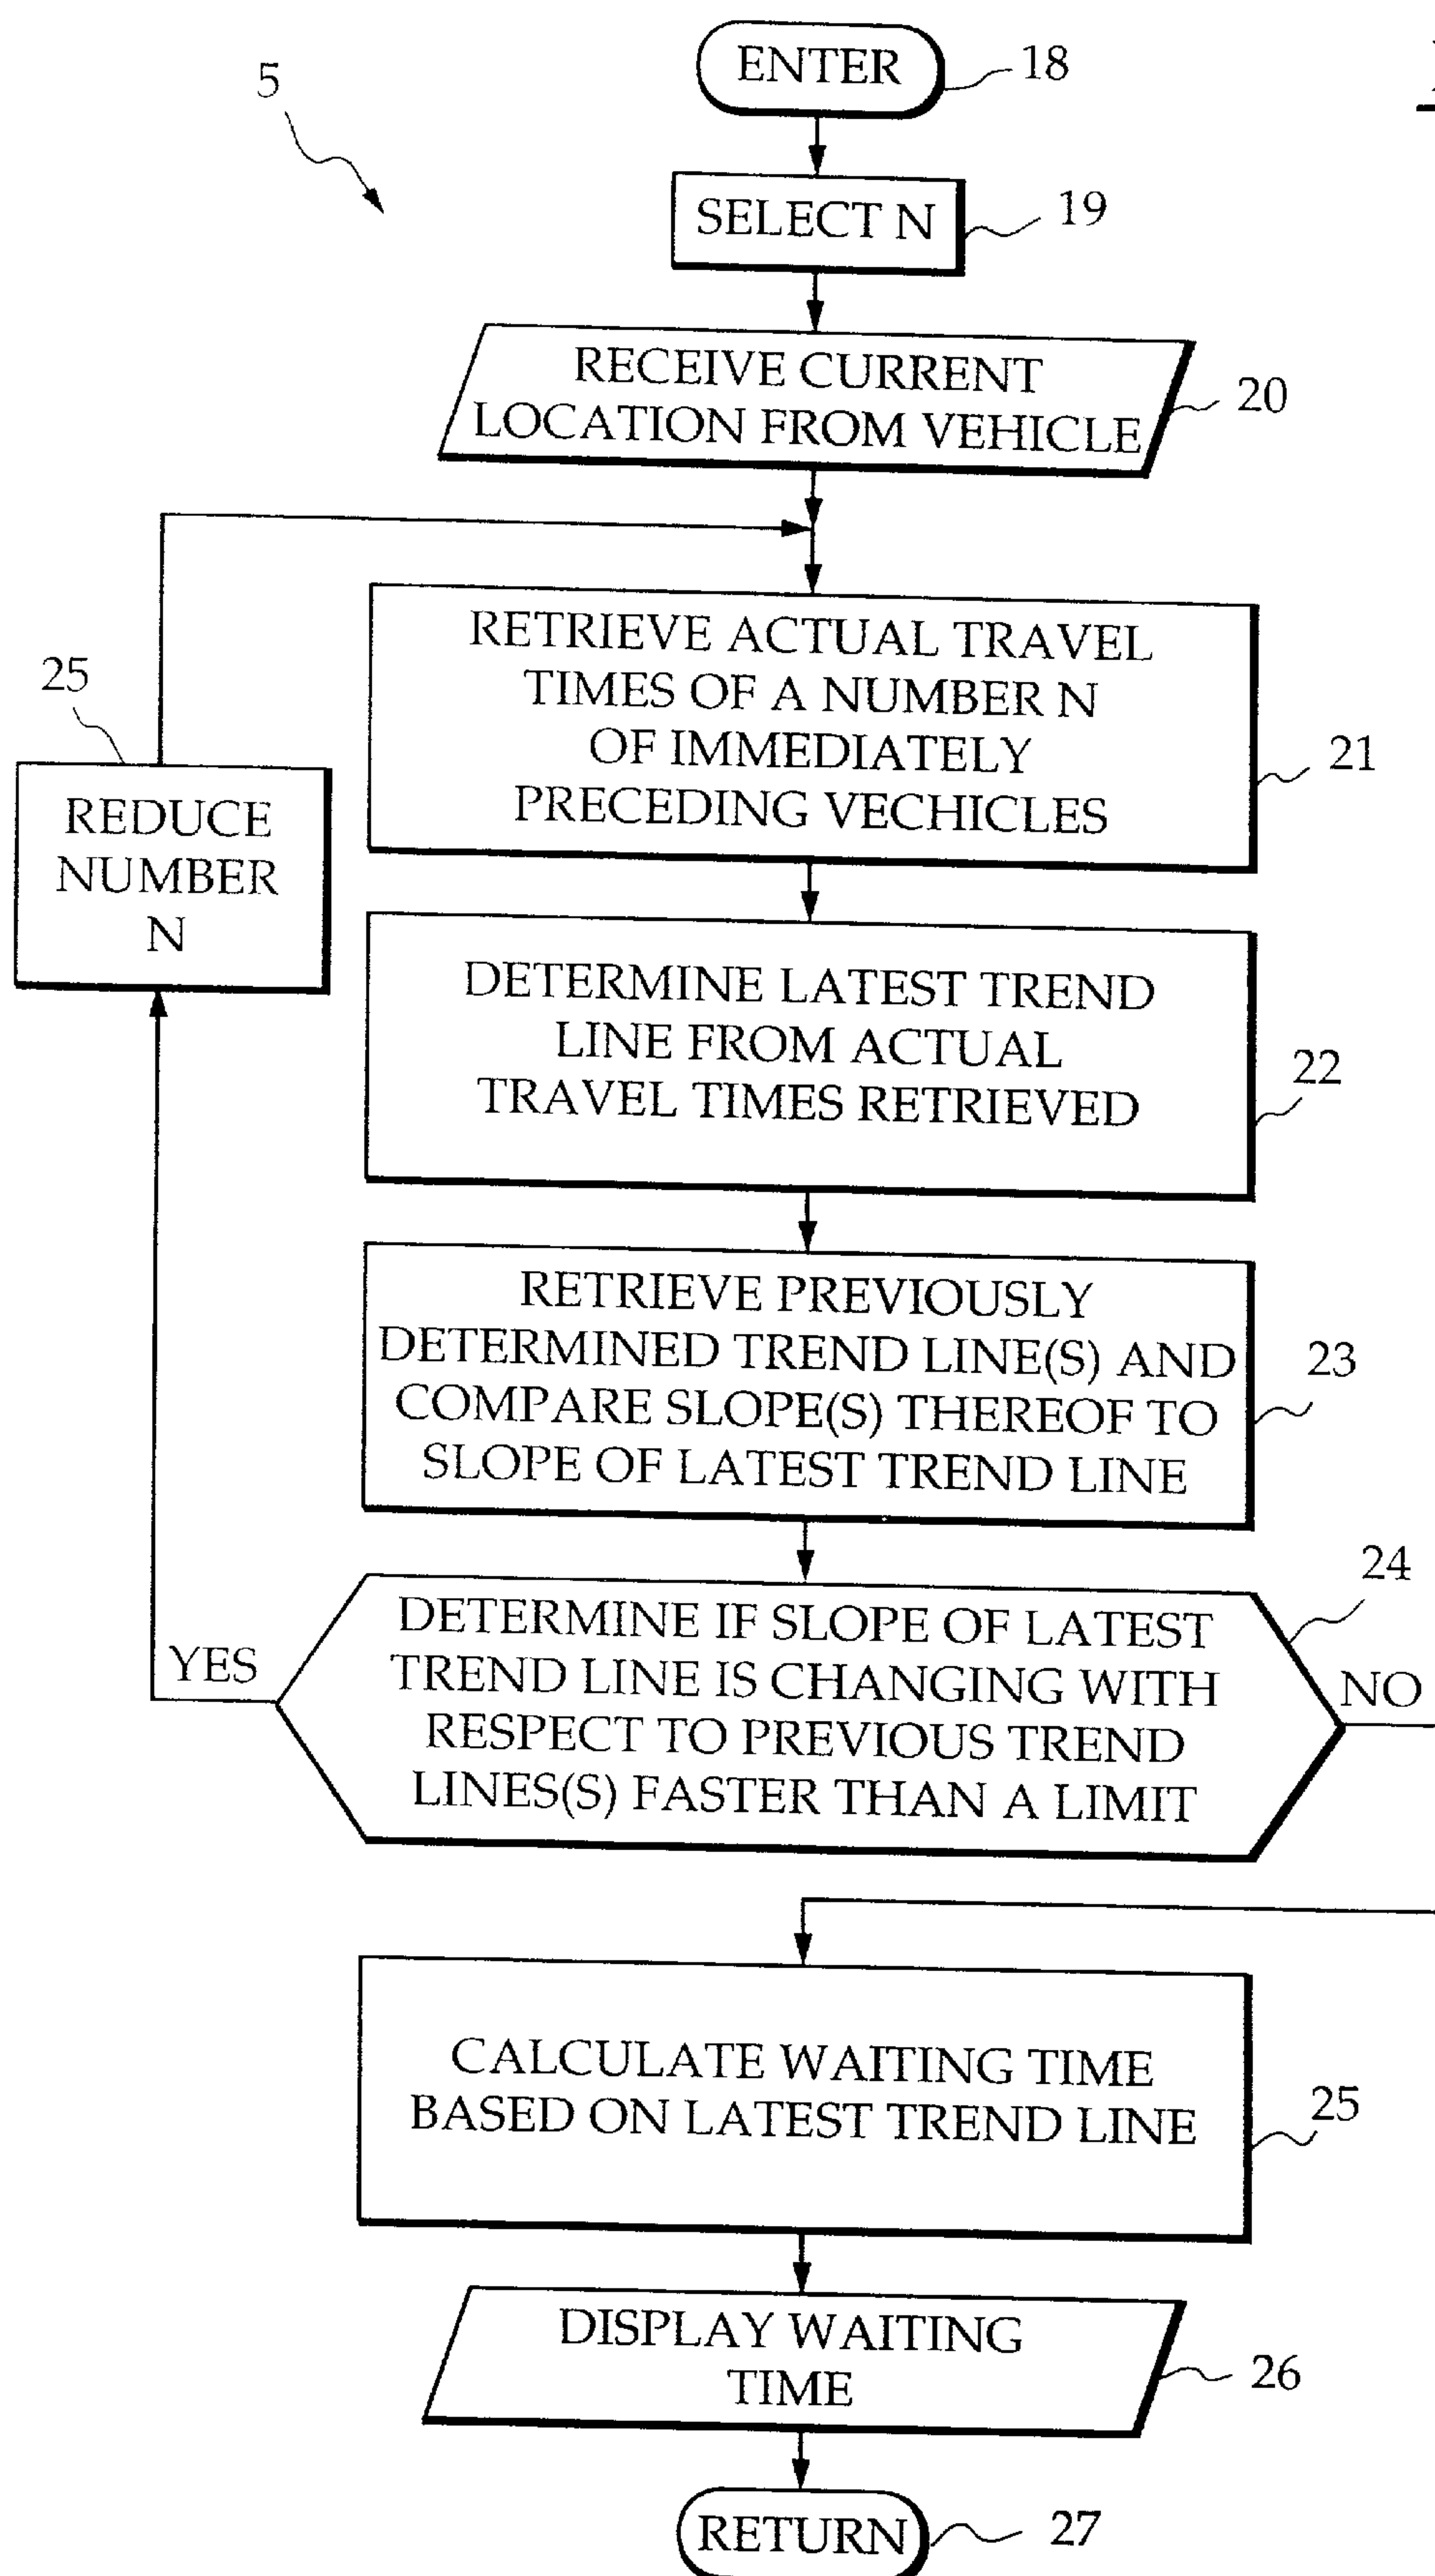 5
ENTER
18
SELECT N
19
RECEIVE CURRENT
LOCATION FROM VEHICLE
20
RETRIEVE ACTUAL TRAVEL
TIMES OF A NUMBER N
OF IMMEDIATELY
PRECEDING VECHICLES
21
25
REDUCE
NUMBER
N
DETERMINE LATEST TREND
LINE FROM ACTUAL
TRAVEL TIMES RETRIEVED
22
RETRIEVE PREVIOUSLY
DETERMINED TREND LINE(S) AND
COMPARE SLOPE(S) THEREOF TO
SLOPE OF LATEST TREND LINE
23
24
DETERMINE IF SLOPE OF LATEST
TREND LINE IS CHANGING WITH
RESPECT TO PREVIOUS TREND
LINES(S) FASTER THAN A LIMIT
YES
NO
CALCULATE WAITING TIME
BASED ON LATEST TREND LINE
25
DISPLAY WAITING
TIME
26
RETURN
27